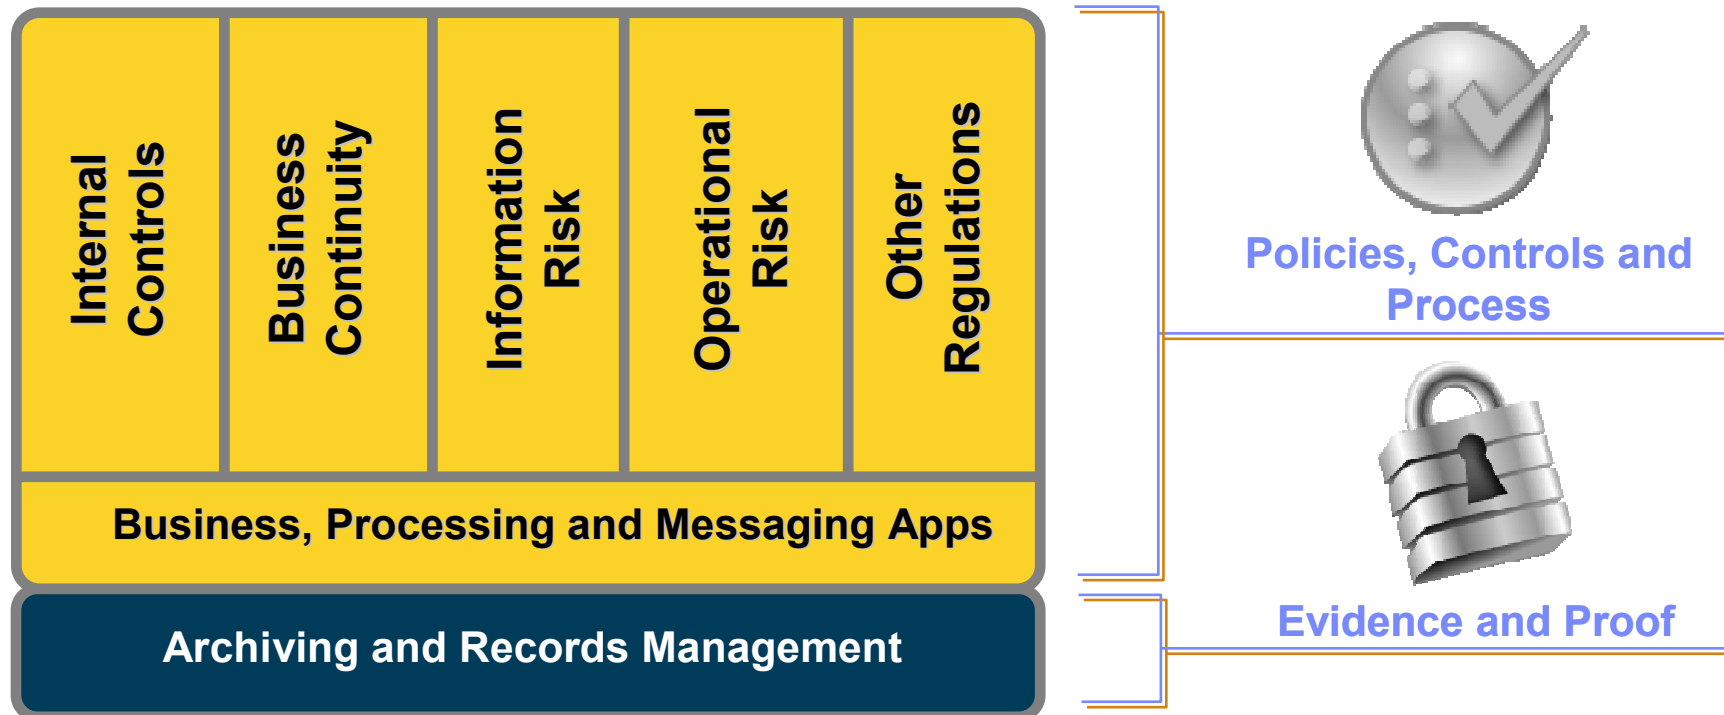 Internal
Controls
Business
Continuity
Information
Risk
Operational
Risk
Other
Regulations
Business, Processing and Messaging Apps
Archiving and Records Management
Policies, Controls and
Process
Evidence and Proof